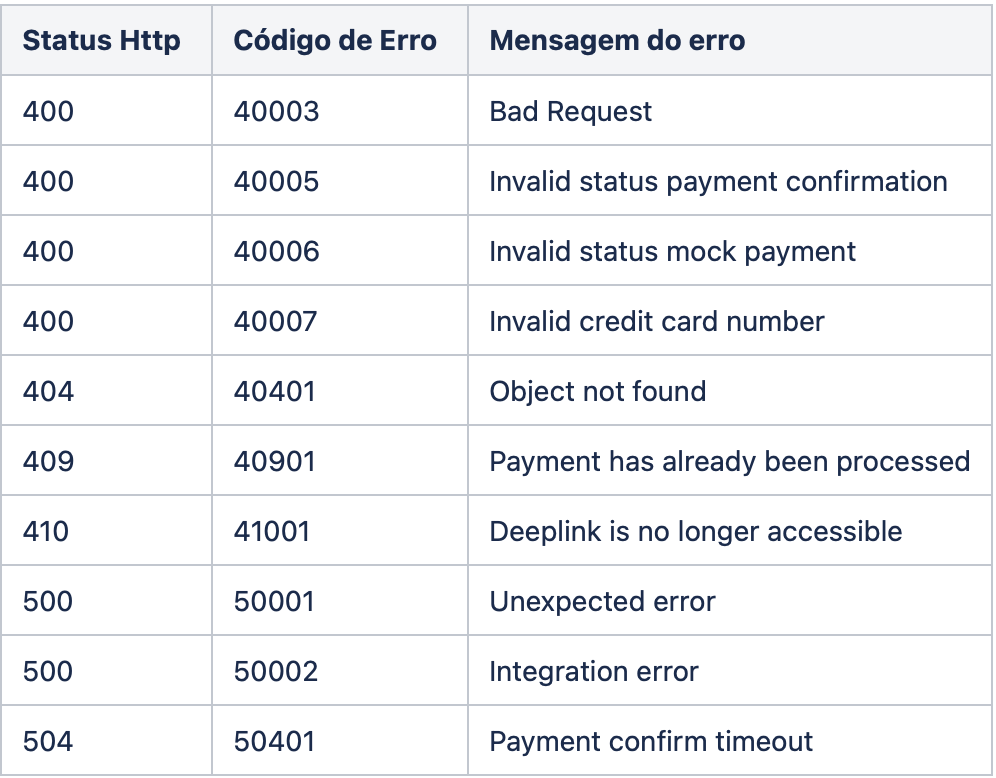 Status Http Código de Erro Mensagem do erro
400 40003 Bad Request
400 40005 Invalid status payment confirmation
400 40006 Invalid status mock payment
400 40007 Invalid credit card number
404 40401 Object not found
409 40901 Payment has already been processed
410 41001 Deeplink is no longer accessible
500 50001 Unexpected error
500 50002 Integration error
504 50401 Payment confirm timeout